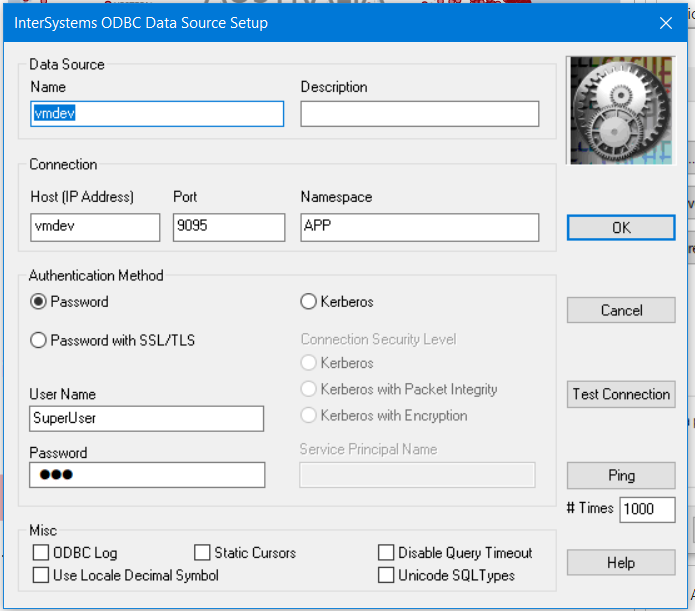 InterSystems ODBC Data Source Setup
Data Source
Name
Description
vmdev
Connection
Host (IP Address)
Port
Namespace
vmdev
9095
APP
OK
Authentication Method
Password
Kerberos
Cancel
Password with SSL/TLS
Connection Security Level
Kerberos
Kerberos with Packet Integrity
Kerberos with Encryption
Test Connection
User Name
SuperUser
Password
Service Principal Name
●●●
Ping
# Times
1000
Misc
ODBC Log
Static Cursors
Disable Query Timeout
Use Locale Decimal Symbol
Unicode SQLTypes
Help